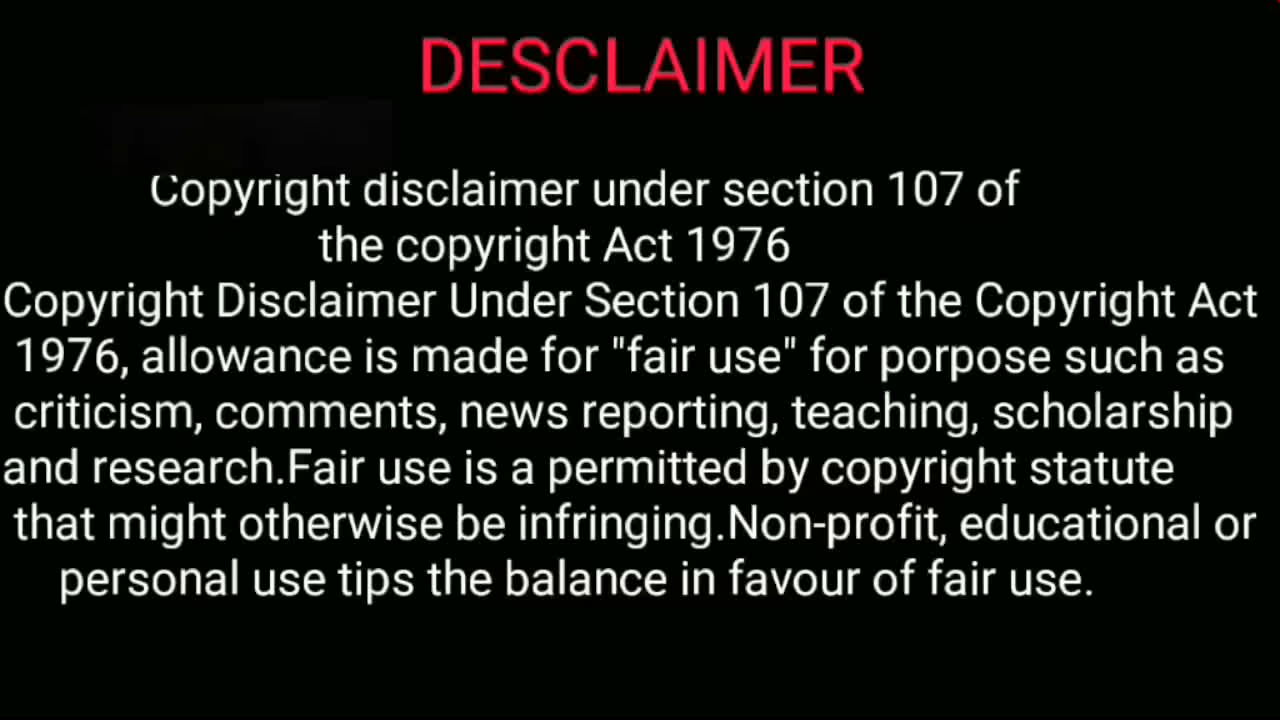 DESCLAIMER
Copyright disclaimer under section 107 of
the copyright Act 1976
Copyright Disclaimer Under Section 107 of the Copyright Act
1976, allowance is made for "fair use" for porpose such as
criticism, comments, news reporting, teaching, scholarship
and research.Fair use is a permitted by copyright statute
that might otherwise be infringing.Non-profit, educational or
personal use tips the balance in favour of fair use.